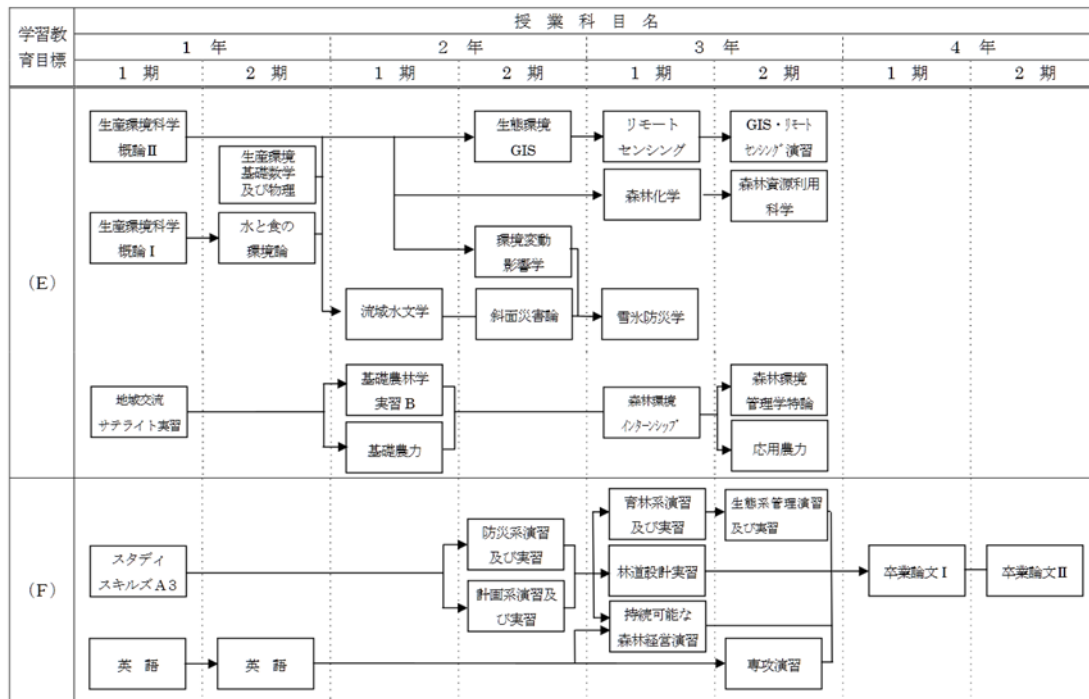 学習教
育目標
授 業 科 目 名
1 年
2 年
3 年
4 年
1 期
2 期
1 期
2 期
1 期
2 期
1 期
2 期
(E)
生産環境科学
概論Ⅱ
生態環境
GIS
リモート
センシング
GIS・リモート
センシング演習
生産環境
基礎数学
及び物理
森林化学
森林資源利用
科学
生産環境科学
概論Ⅰ
水と食の
環境論
環境変動
影響学
流域水文学
斜面災害論
雪氷防災学
地域交流
サテライト実習
基礎農林学
実習B
基礎農力
森林環境
インターンシップ
森林環境
管理学特論
応用農力
(F)
スタディ
スキルズA3
防災系演習
及び実習
計画系演習及
び実習
育林系演習
及び実習
生態系管理演習
及び実習
林道設計実習
持続可能な
森林経営演習
卒業論文Ⅰ
卒業論文Ⅱ
英 語
英 語
専攻演習